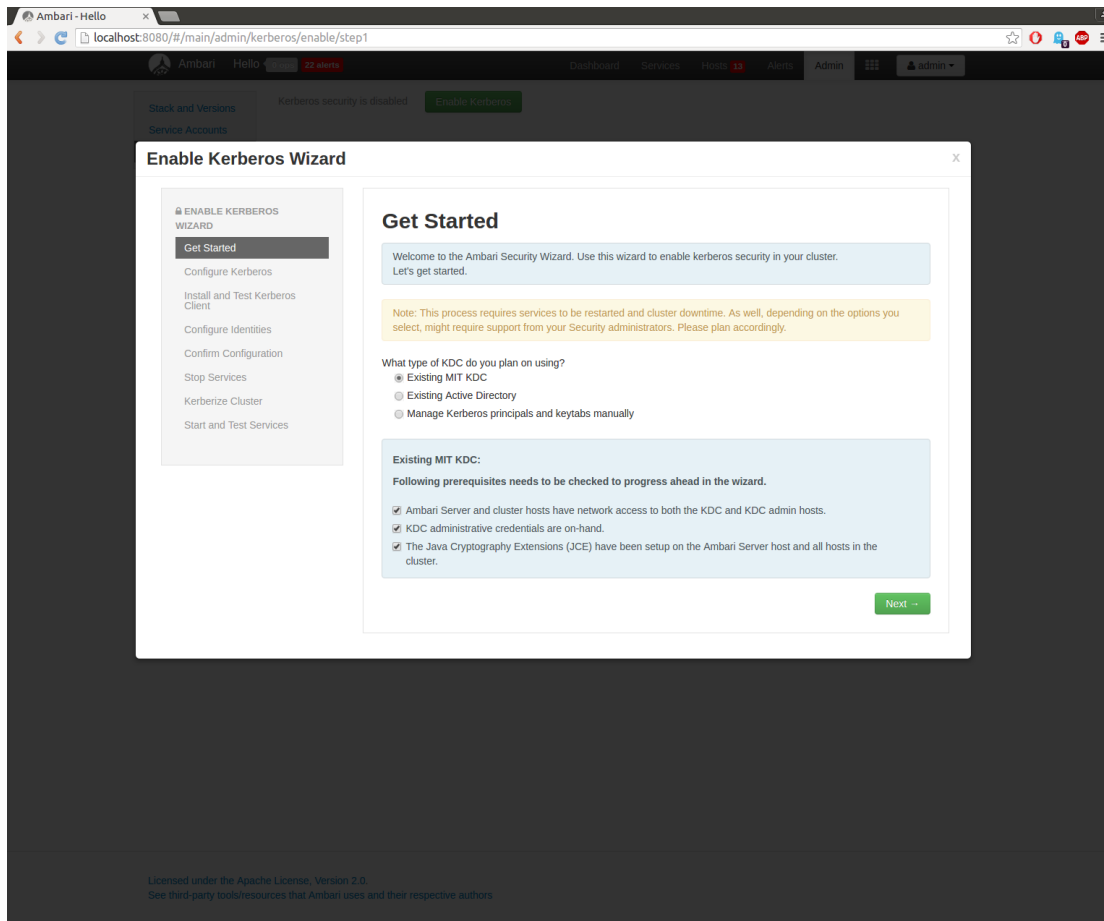 Ambari - Hello
localhost:8080/#/main/admin/kerberos/enable/step1
ABP
Ambari Hello 22 alerts Dashboard Services Hosts 13 Alerts Admin admin
Stack and Versions
Service Accounts
Kerberos security is disabled Enable Kerberos
Enable Kerberos Wizard X
ENABLE KERBEROS
WIZARD
Get Started
Configure Kerberos
Install and Test Kerberos
Client
Configure Identities
Confirm Configuration
Stop Services
Kerberize Cluster
Start and Test Services
Get Started
Welcome to the Ambari Security Wizard. Use this wizard to enable kerberos security in your cluster.
Let's get started.
Note: This process requires services to be restarted and cluster downtime. As well, depending on the options you
select, might require support from your Security administrators. Please plan accordingly.
What type of KDC do you plan on using?
Existing MIT KDC
Existing Active Directory
Manage Kerberos principals and keytabs manually
Existing MIT KDC:
Following prerequisites needs to be checked to progress ahead in the wizard.
Ambari Server and cluster hosts have network access to both the KDC and KDC admin hosts.
KDC administrative credentials are on-hand.
The Java Cryptography Extensions (JCE) have been setup on the Ambari Server host and all hosts in the
cluster.
Next →
Licensed under the Apache License, Version 2.0.
See third-party tools/resources that Ambari uses and their respective authors